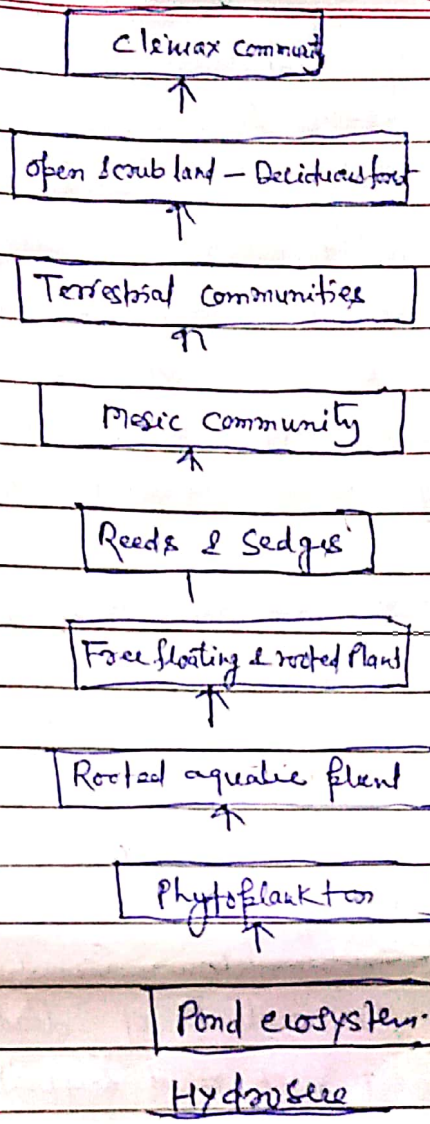 Climax Communit
Open Scrub land – Deciduous forest
Terrestrial Communities
Mesic Community
Reeds & Sedges
Free floating & rooted Plants
Rooted aquatic plant
Phytoplankton
Pond ecosystem.
Hydrosere